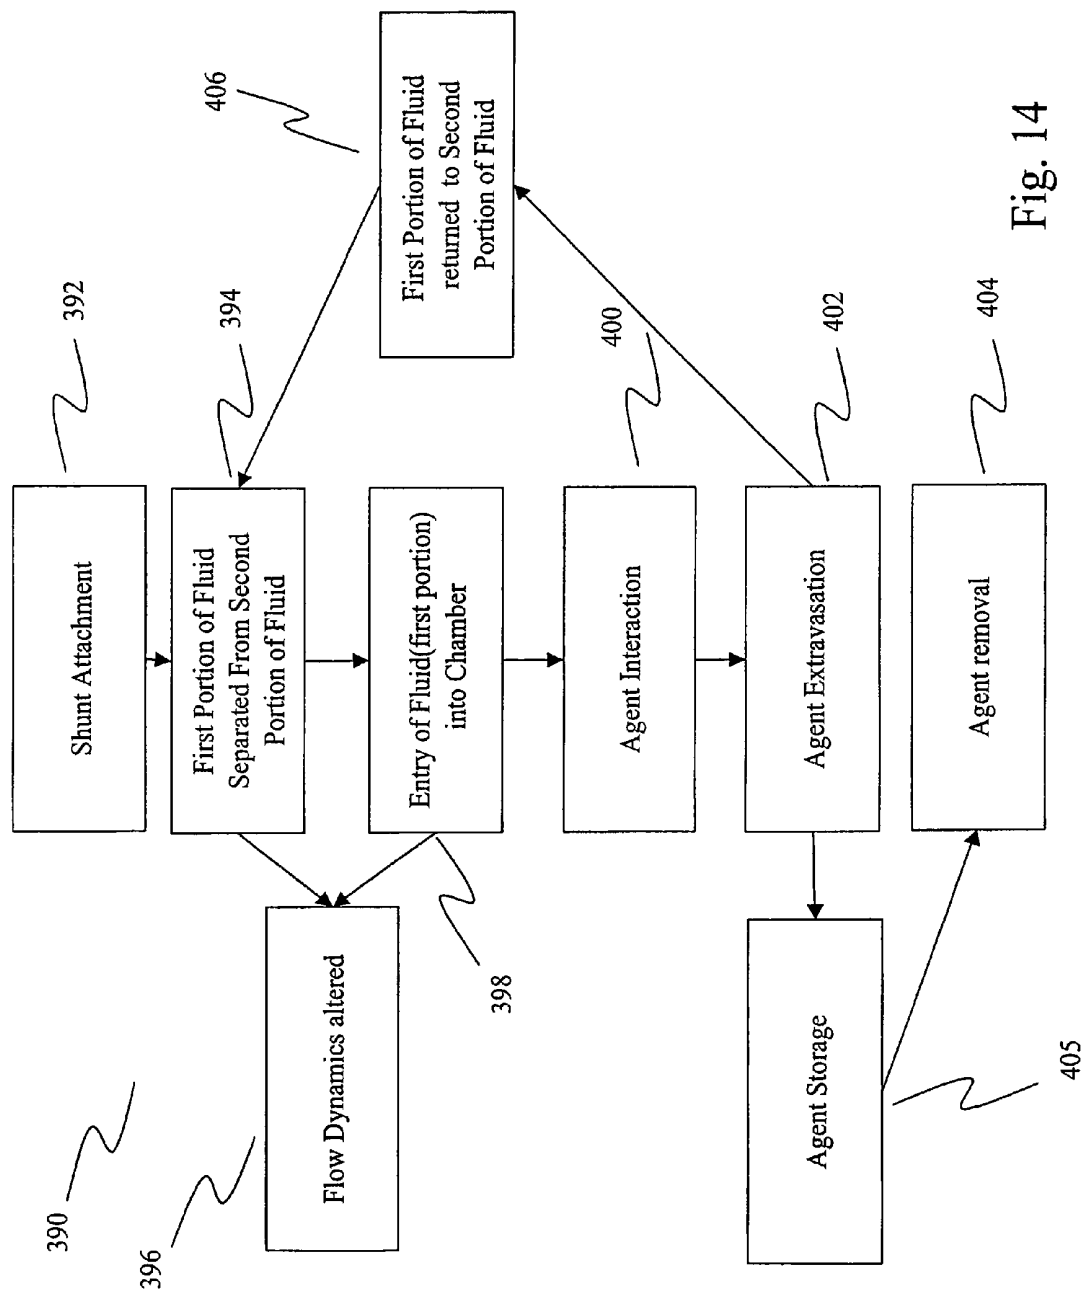 390
396
Flow Dynamics altered
398
Shunt Attachment
392
First Portion of Fluid
Separated From Second
Portion of Fluid
394
Entry of Fluid(first portion)
into Chamber
406
First Portion of Fluid
returned to Second
Portion of Fluid
Agent Interaction
400
Agent Storage
405
Agent Extravasation
402
Agent removal
404
Fig. 14